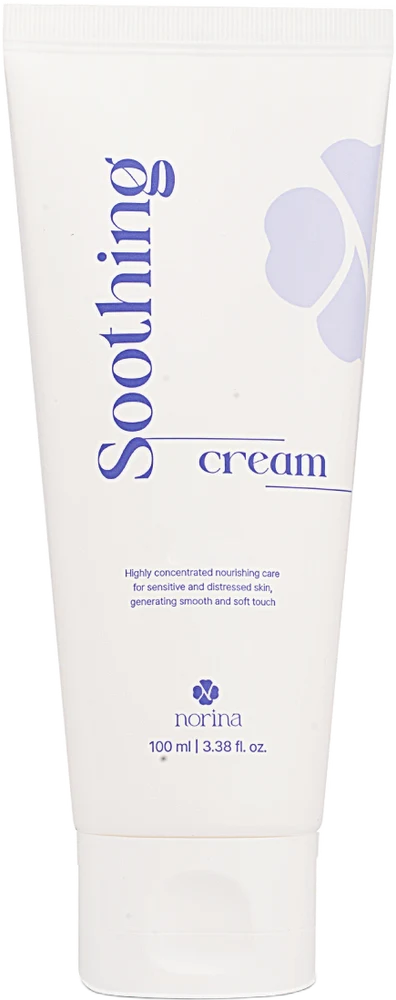 Soothing
cream
Highly concentrated nourishing care
for sensitive and distressed skin,
generating smooth and soft touch
norina
100 ml | 3.38 fl. oz.